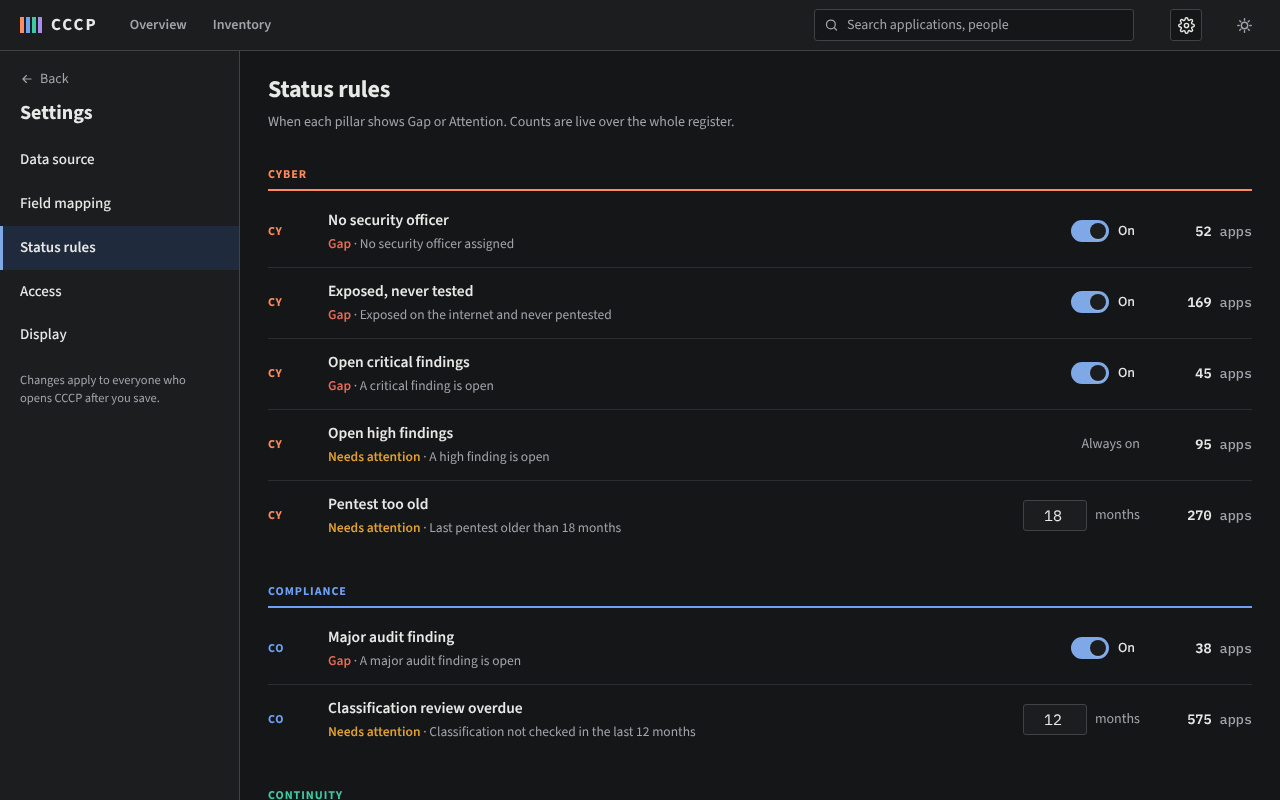 CCCP Overview Inventory Search applications, people
Back
Settings
Data source
Field mapping
Status rules
Access
Display
Changes apply to everyone who
opens CCCP after you save.
Status rules
When each pillar shows Gap or Attention. Counts are live over the whole register.
CYBER
CY No security officer On 52 apps
Gap · No security officer assigned
CY Exposed, never tested On 169 apps
Gap · Exposed on the internet and never pentested
CY Open critical findings On 45 apps
Gap · A critical finding is open
CY Open high findings Always on 95 apps
Needs attention · A high finding is open
CY Pentest too old 18 months 270 apps
Needs attention · Last pentest older than 18 months
COMPLIANCE
CO Major audit finding On 38 apps
Gap · A major audit finding is open
CO Classification review overdue 12 months 575 apps
Needs attention · Classification not checked in the last 12 months
CONTINUITY